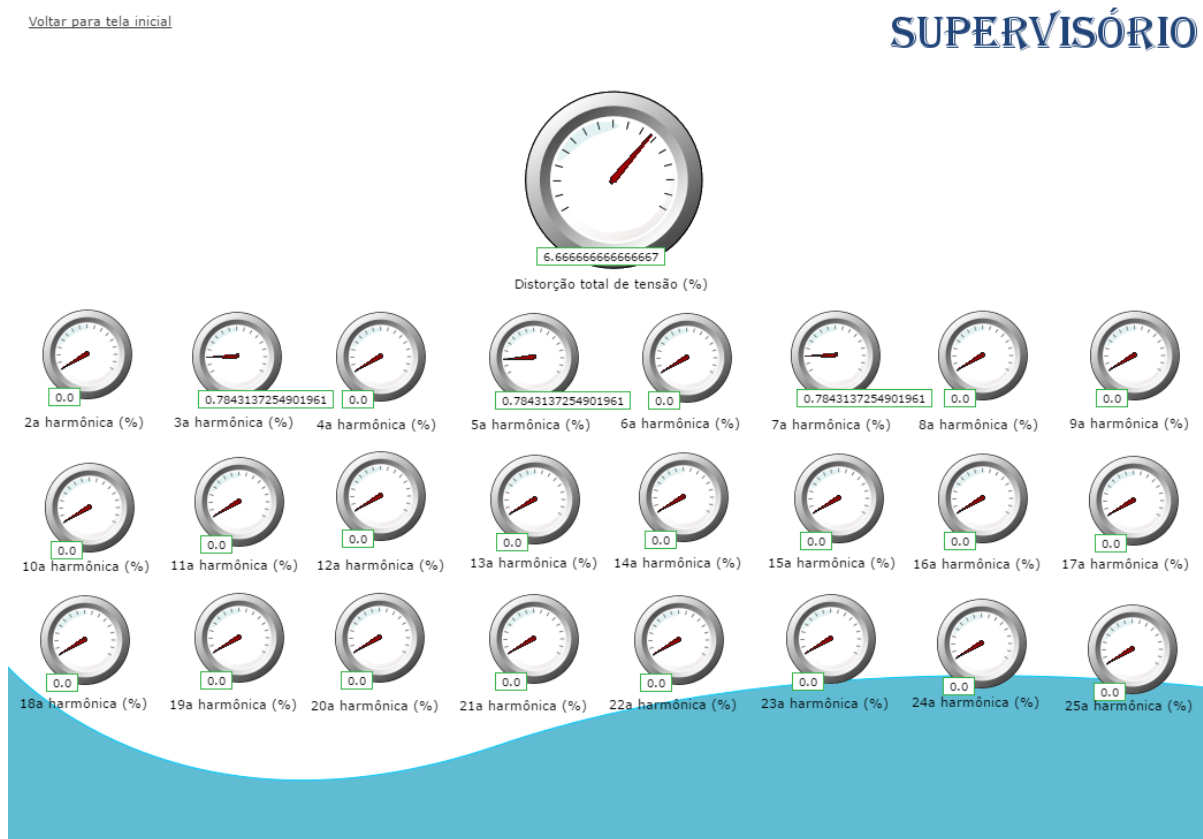 Voltar para tela inicial
SUPERVISÓRIO
6.666666666666667
Distorção total de tensão (%)
0.0
0.7843137254901961
0.0
0.7843137254901961
0.0
0.7843137254901961
0.0
0.0
2a harmônica (%)
3a harmônica (%)
4a harmônica (%)
5a harmônica (%)
6a harmônica (%)
7a harmônica (%)
8a harmônica (%)
9a harmônica (%)
0.0
0.0
0.0
0.0
0.0
0.0
0.0
0.0
10a harmônica (%)
11a harmônica (%)
12a harmônica (%)
13a harmônica (%)
14a harmônica (%)
15a harmônica (%)
16a harmônica (%)
17a harmônica (%)
0.0
0.0
0.0
0.0
0.0
0.0
0.0
0.0
18a harmônica (%)
19a harmônica (%)
20a harmônica (%)
21a harmônica (%)
22a harmônica (%)
23a harmônica (%)
24a harmônica (%)
25a harmônica (%)